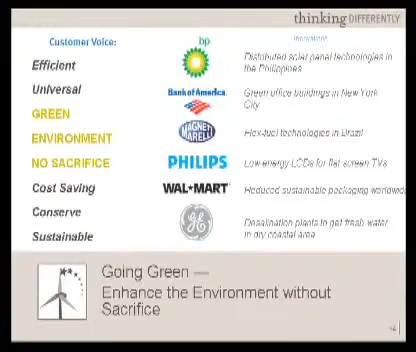 thinking DIFFERENTLY
Customer Voice:
Efficient
Universal
GREEN
ENVIRONMENT
NO SACRIFICE
Cost Saving
Conserve
Sustainable
bp
Bank of America.
MAGNETI
MARELLI
PHILIPS
WAL★MART
GE
Innovations
Distributed solar panel technologies in
the Philippines
Green office buildings in New York
City
Flex-fuel technologies in Brazil
Low energy LCDs for flat screen TVs
Reduced sustainable packaging worldwid
Desalination plants to get fresh water
in dry coastal area
Going Green —
Enhance the Environment without
Sacrifice